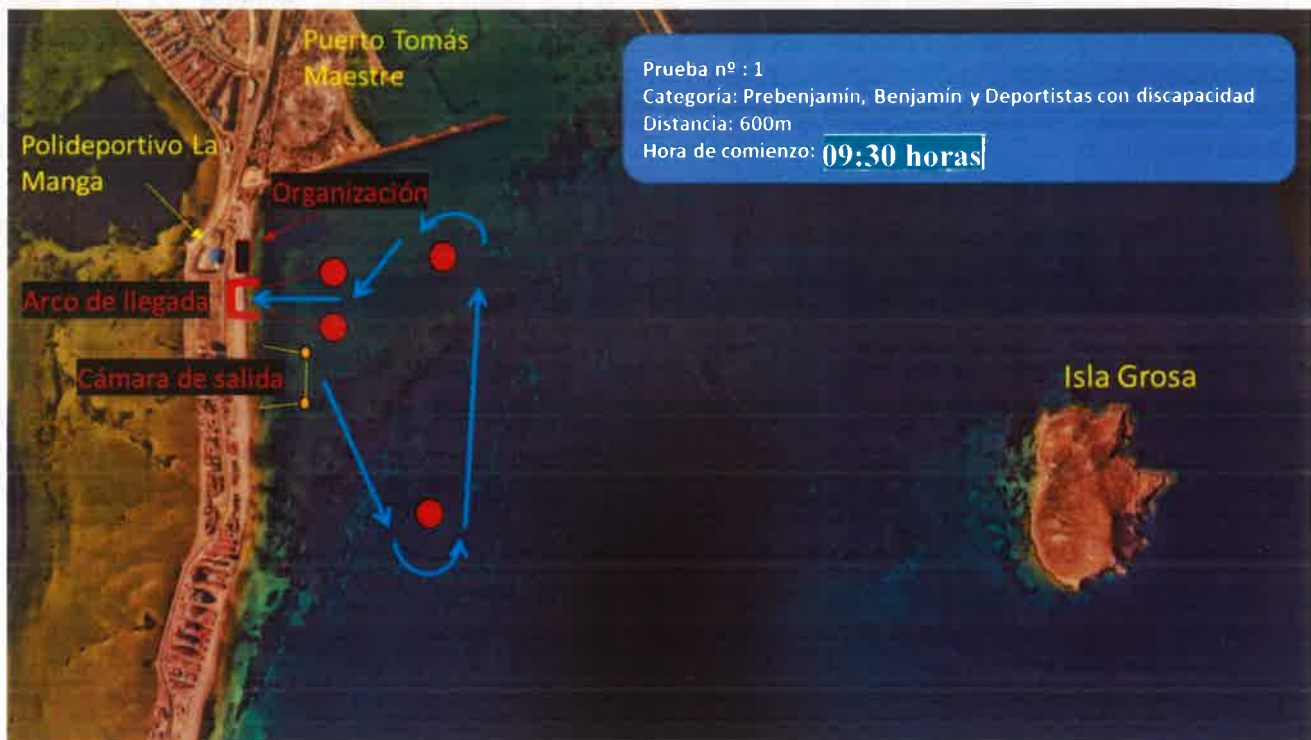 Puerto Tomás
Maestre
Prueba nº : 1
Categoría: Prebenjamín, Benjamín y Deportistas con discapacidad
Distancia: 600m
Hora de comienzo: 09:30 horas
Polideportivo La
Manga
Organización
Arco de llegada
Cámara de salida
Isla Grosa